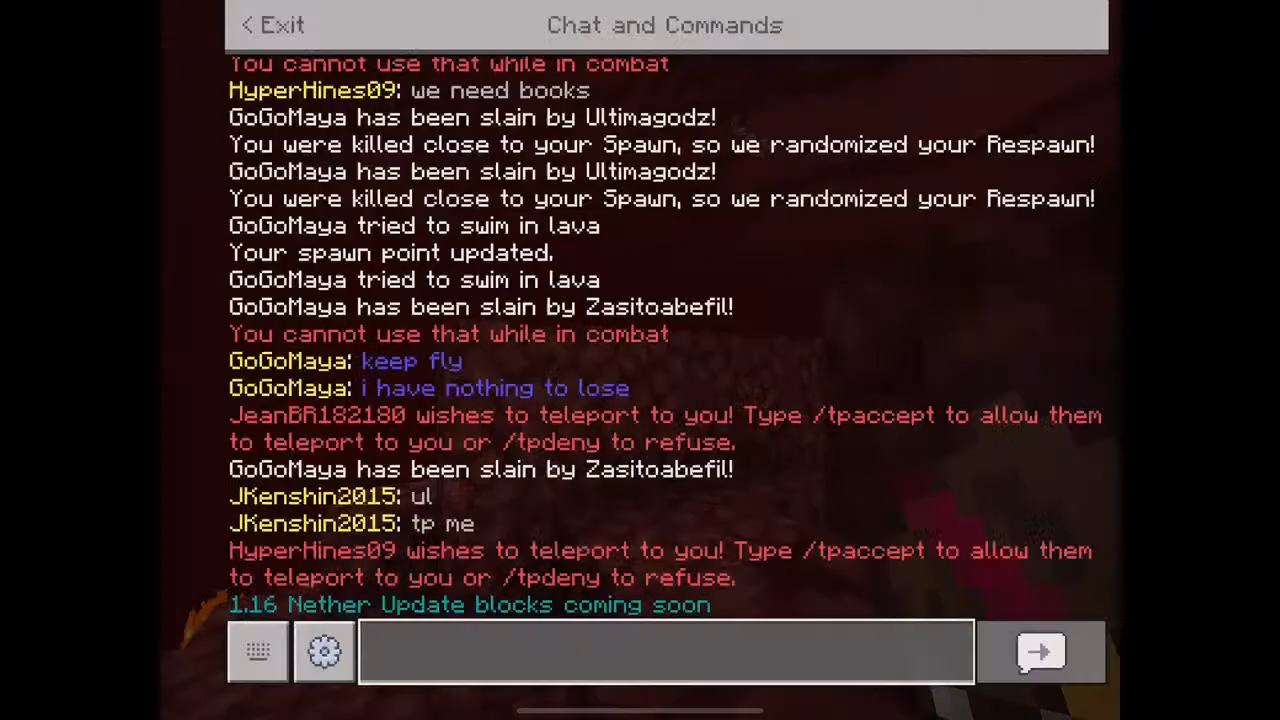 < Exit
Chat and Commands
You cannot use that while in combat
HyperHines09: we need books
GoGoMaya has been slain by Ultimagodz!
You were killed close to your Spawn, so we randomized your Respawn!
GoGoMaya has been slain by Ultimagodz!
You were killed close to your Spawn, so we randomized your Respawn!
GoGoMaya tried to swim in lava
Your spawn point updated.
GoGoMaya tried to swim in lava
GoGoMaya has been slain by Zasitoabefil!
You cannot use that while in combat
GoGoMaya: keep fly
GoGoMaya: i have nothing to lose
JeanBR182180 wishes to teleport to you! Type /tpaccept to allow them
to teleport to you or /tpdeny to refuse.
GoGoMaya has been slain by Zasitoabefil!
JKenshin2015: ul
JKenshin2015: tp me
HyperHines09 wishes to teleport to you! Type /tpaccept to allow them
to teleport to you or /tpdeny to refuse.
1.16 Nether Update blocks coming soon